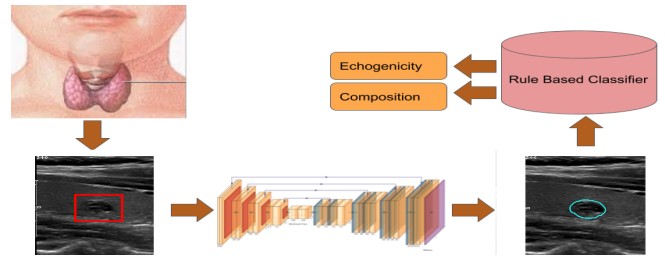 Echogenicity
Rule Based Classifier
Composition